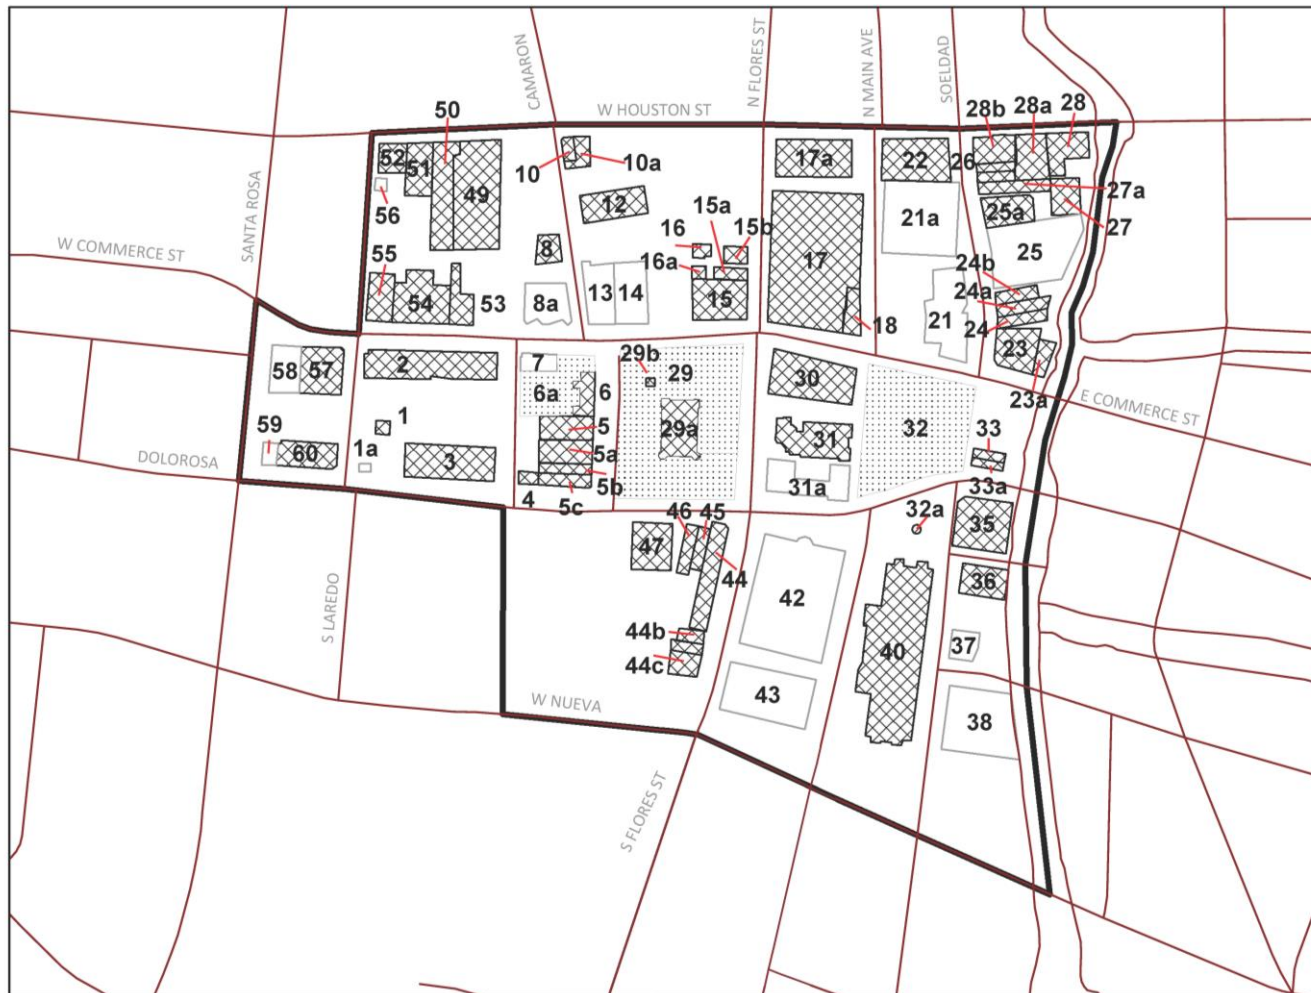 CAMARON
N FLORES ST
N MAIN AVE
SOELDAD
W HOUSTON ST
50
28b
28a
28
52
51
10
10a
17a
22
26
56
49
12
16
15a
15b
21a
27a
25a
27
SANTA ROSA
W COMMERCE ST
8
17
25
55
54
53
8a
13
14
16a
15
18
21
24b
24a
24
23
23a
58
57
2
7
29b
29
30
6a
6
E COMMERCE ST
1
5
29a
31
32
33
59
60
1a
3
5a
5b
31a
33a
DOLOROSA
4
5c
46
45
32a
35
47
44
42
36
S LAREDO
44b
44c
40
37
W NUEVA
43
38
S FLORES ST